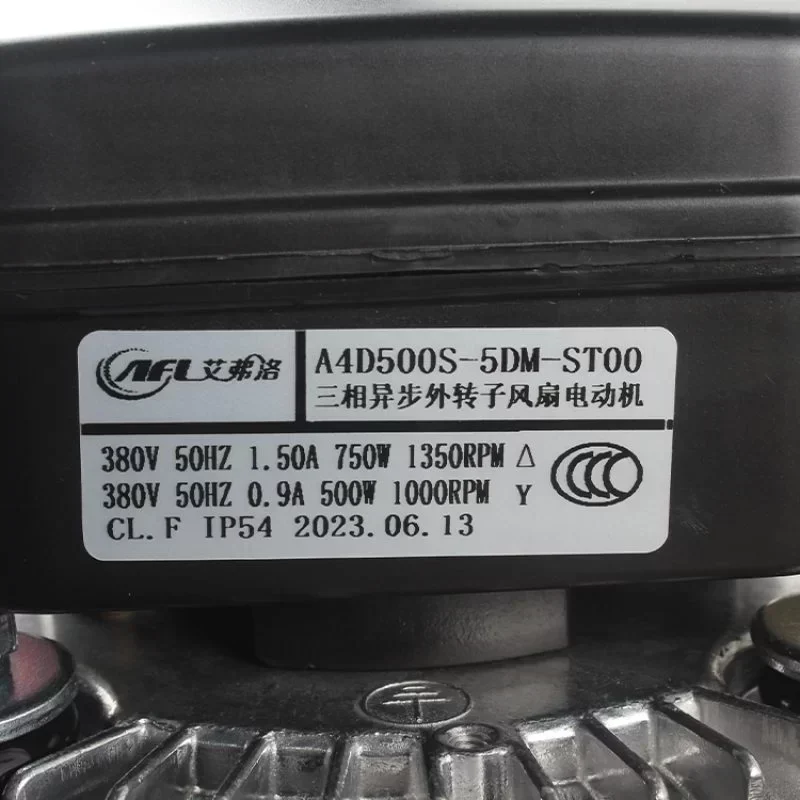 AFL 艾弗洛
A4D500S-5DM-ST00
三相异步外转子风扇电动机
380V 50HZ 1.50A 750W 1350RPM △
380V 50HZ 0.9A 500W 1000RPM Y
CCC
CL.F IP54 2023.06.13